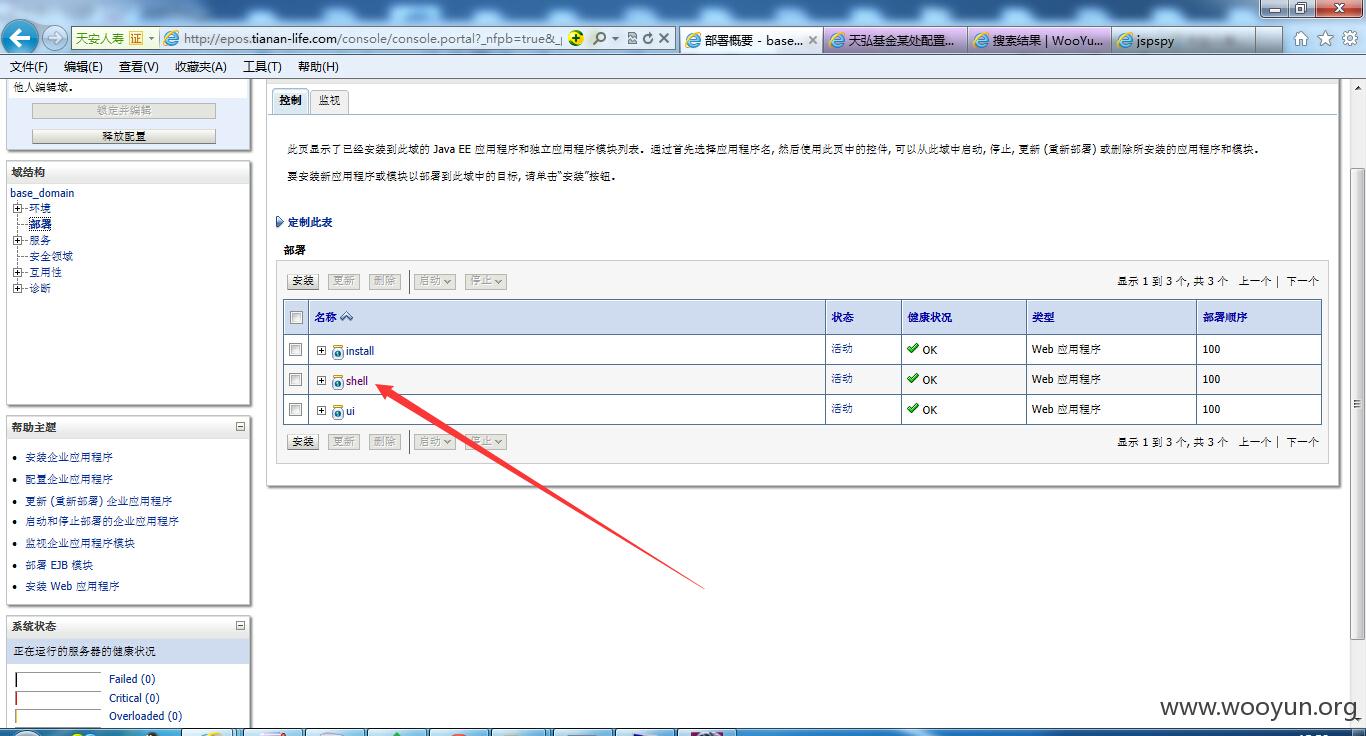 天安人寿 证 http://epos.tianan-life.com/console/console.portal?_nfpb=true&_ 部署概要 - base... 天弘基金某处配置... 搜索结果 | WooYu... jspspy
文件(F) 编辑(E) 查看(V) 收藏夹(A) 工具(T) 帮助(H)
他人编辑域.
锁定并编辑
释放配置
域结构
base_domain
环境
部署
服务
安全领域
互用性
诊断
帮助主题
安装企业应用程序
配置企业应用程序
更新 (重新部署) 企业应用程序
启动和停止部署的企业应用程序
监视企业应用程序模块
部署 EJB 模块
安装 Web 应用程序
系统状态
正在运行的服务器的健康状况
Failed (0)
Critical (0)
Overloaded (0)
控制 监视
此页显示了已经安装到此域的 Java EE 应用程序和独立应用程序模块列表. 通过首先选择应用程序名, 然后使用此页中的控件, 可以从此域中启动, 停止, 更新 (重新部署) 或删除所安装的应用程序和模块.
要安装新应用程序或模块以部署到此域中的目标, 请单击“安装”按钮.
定制此表
部署
安装 更新 删除 启动 停止 显示 1 到 3 个, 共 3 个 上一个 | 下一个
名称 状态 健康状况 类型 部署顺序
install 活动 OK Web 应用程序 100
shell 活动 OK Web 应用程序 100
ui 活动 OK Web 应用程序 100
安装 更新 删除 启动 停止 显示 1 到 3 个, 共 3 个 上一个 | 下一个
www.wooyun.org